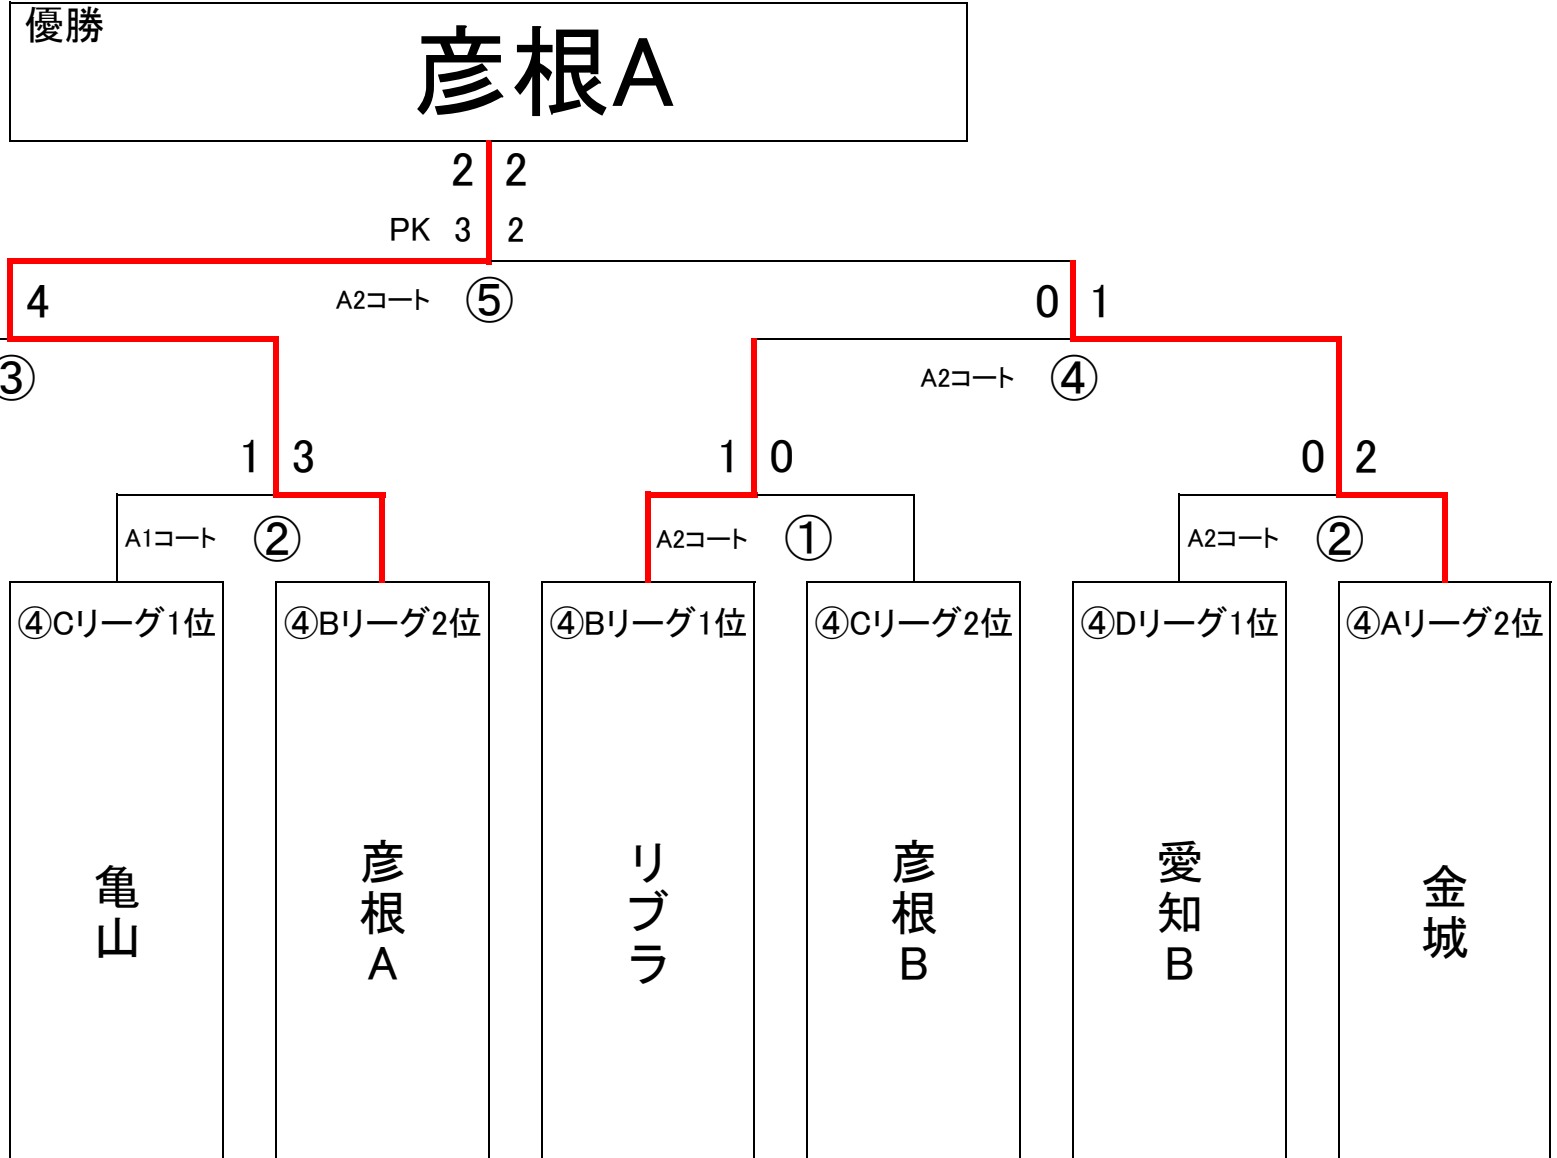 優勝
彦根A
2 2
PK 3 2
4 A2コート ⑤ 0 1
③ A2コート ④
1 3 1 0 0 2
A1コート ② A2コート ① A2コート ②
④Cリーグ1位 ④Bリーグ2位 ④Bリーグ1位 ④Cリーグ2位 ④Dリーグ1位 ④Aリーグ2位
亀山 彦根A リブラ 彦根B 愛知B 金城